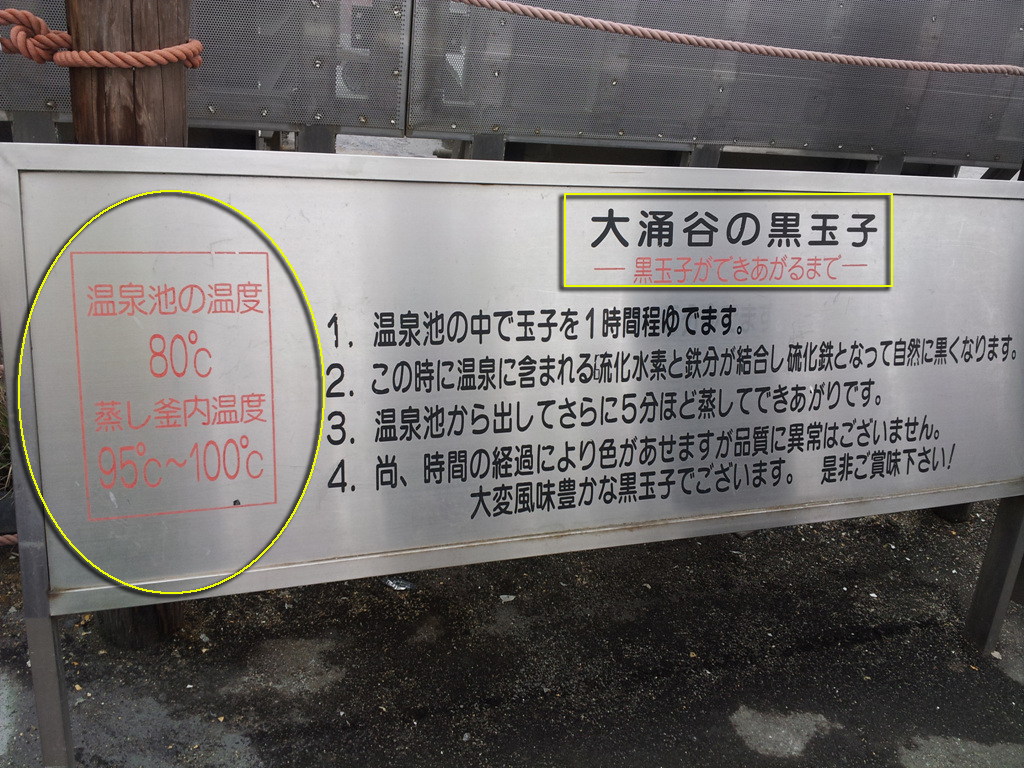 大涌谷の黒玉子
― 黒玉子ができあがるまで ―
温泉池の温度
80℃
蒸し釜内温度
95℃~100℃
1. 温泉池の中で玉子を1時間程ゆでます。
2. この時に温泉に含まれる硫化水素と鉄分が結合し硫化鉄となって自然に黒くなります。
3. 温泉池から出してさらに5分ほど蒸してできあがりです。
4. 尚、時間の経過により色があせますが品質に異常はございません。
大変風味豊かな黒玉子でございます。 是非ご賞味下さい!